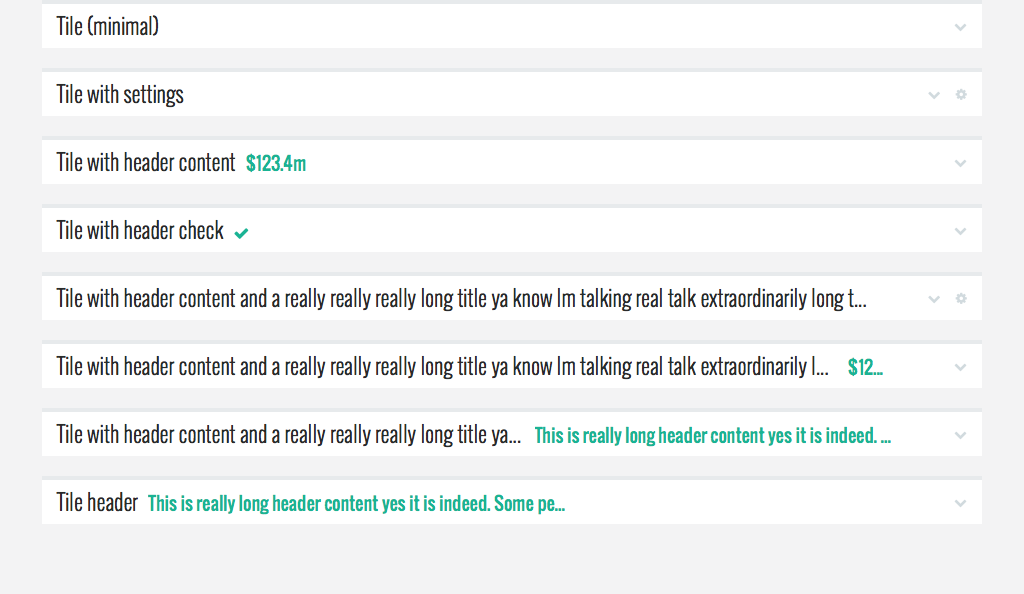 Tile (minimal)
Tile with settings
Tile with header content $123.4m
Tile with header check
Tile with header content and a really really really long title ya know Im talking real talk extraordinarily long t...
Tile with header content and a really really really long title ya know Im talking real talk extraordinarily l... $12...
Tile with header content and a really really really long title ya... This is really long header content yes it is indeed. ...
Tile header This is really long header content yes it is indeed. Some pe...